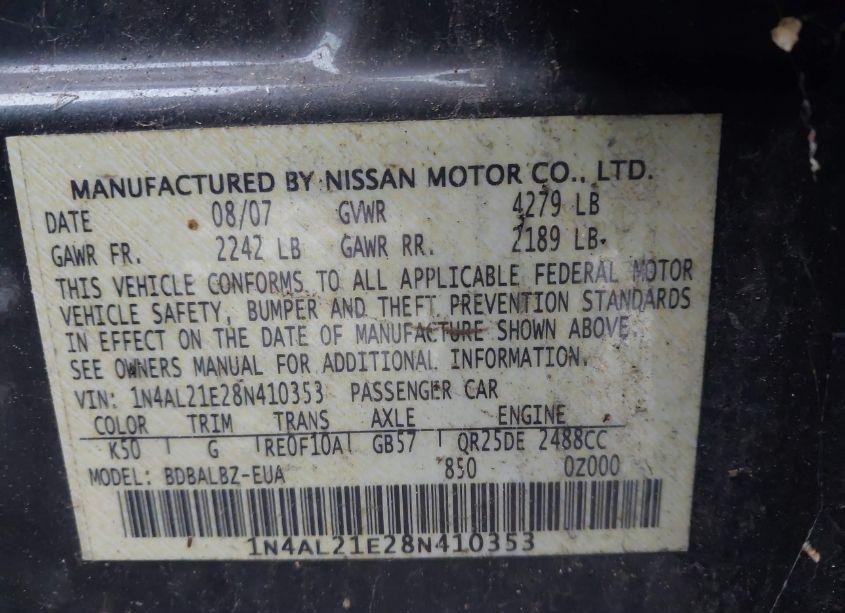 MANUFACTURED BY NISSAN MOTOR CO., LTD.
DATE 08/07 GVWR 4279 LB
GAWR FR. 2242 LB GAWR RR. 2189 LB.
THIS VEHICLE CONFORMS TO ALL APPLICABLE FEDERAL MOTOR
VEHICLE SAFETY, BUMPER AND THEFT PREVENTION STANDARDS
IN EFFECT ON THE DATE OF MANUFACTURE SHOWN ABOVE.
SEE OWNERS MANUAL FOR ADDITIONAL INFORMATION.
VIN: 1N4AL21E28N410353 PASSENGER CAR
COLOR TRIM TRANS AXLE ENGINE
K50 G RE0F10A GB57 QR25DE 2488CC
MODEL: BDBALBZ-EUA 850 0Z000
1N4AL21E28N410353